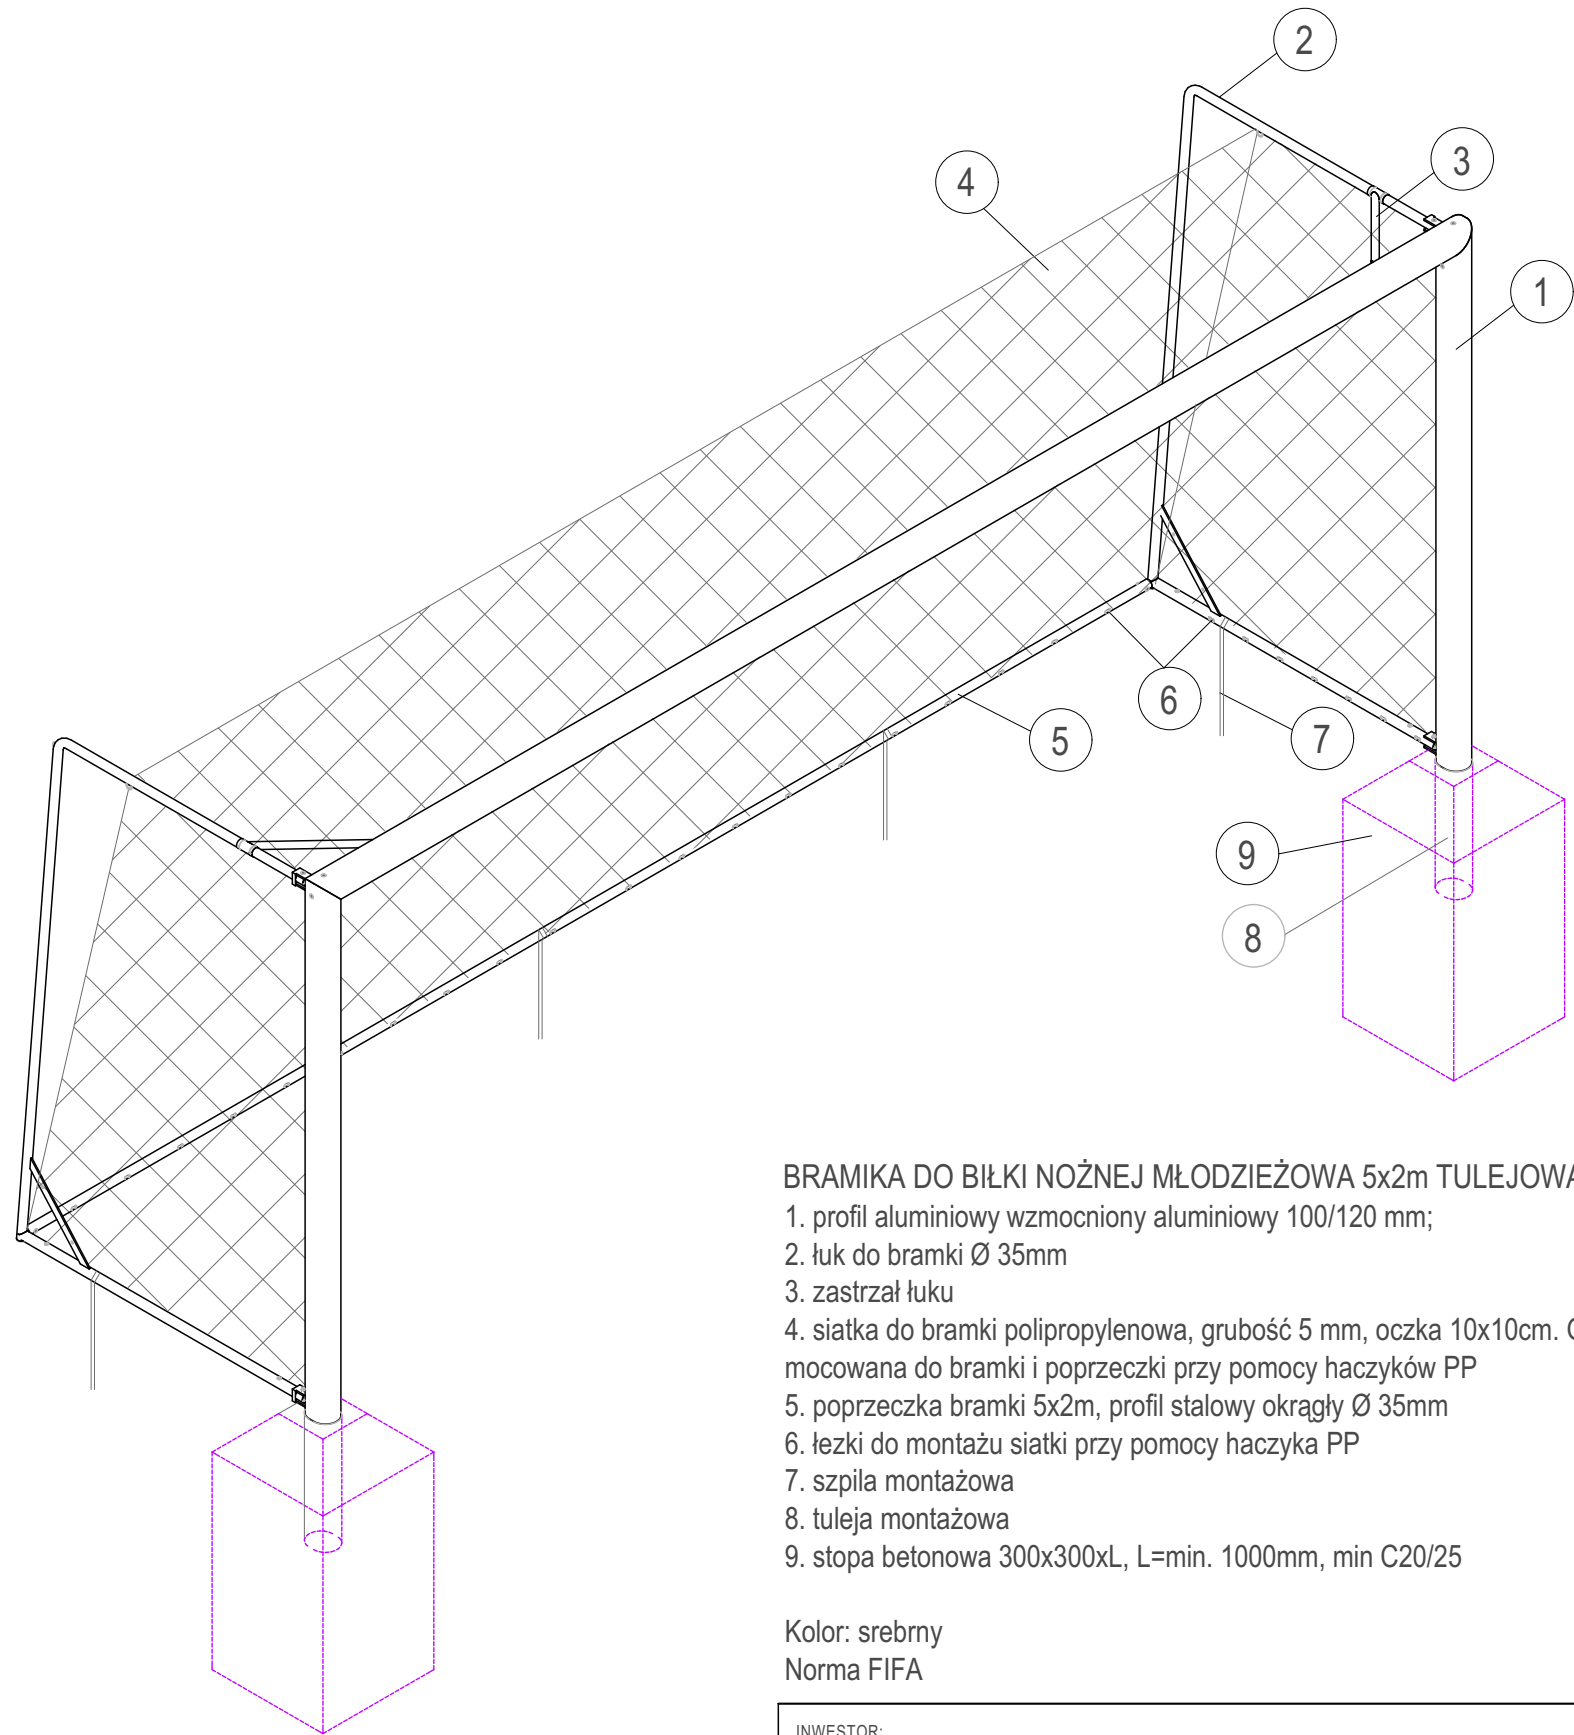 2
3
4
1
6
5
7
9
8
BRAMIKA DO BIŁKI NOŻNEJ MŁODZIEŻOWA 5x2m TULEJOWA
1. profil aluminiowy wzmocniony aluminiowy 100/120 mm;
2. łuk do bramki Ø 35mm
3. zastrzał łuku
4. siatka do bramki polipropylenowa, grubość 5 mm, oczka 10x10cm.
mocowana do bramki i poprzeczki przy pomocy haczyków PP
5. poprzeczka bramki 5x2m, profil stalowy okrągły Ø 35mm
6. łezki do montażu siatki przy pomocy haczyka PP
7. szpila montażowa
8. tuleja montażowa
9. stopa betonowa 300x300xL, L=min. 1000mm, min C20/25
Kolor: srebrny
Norma FIFA
INWESTOR: